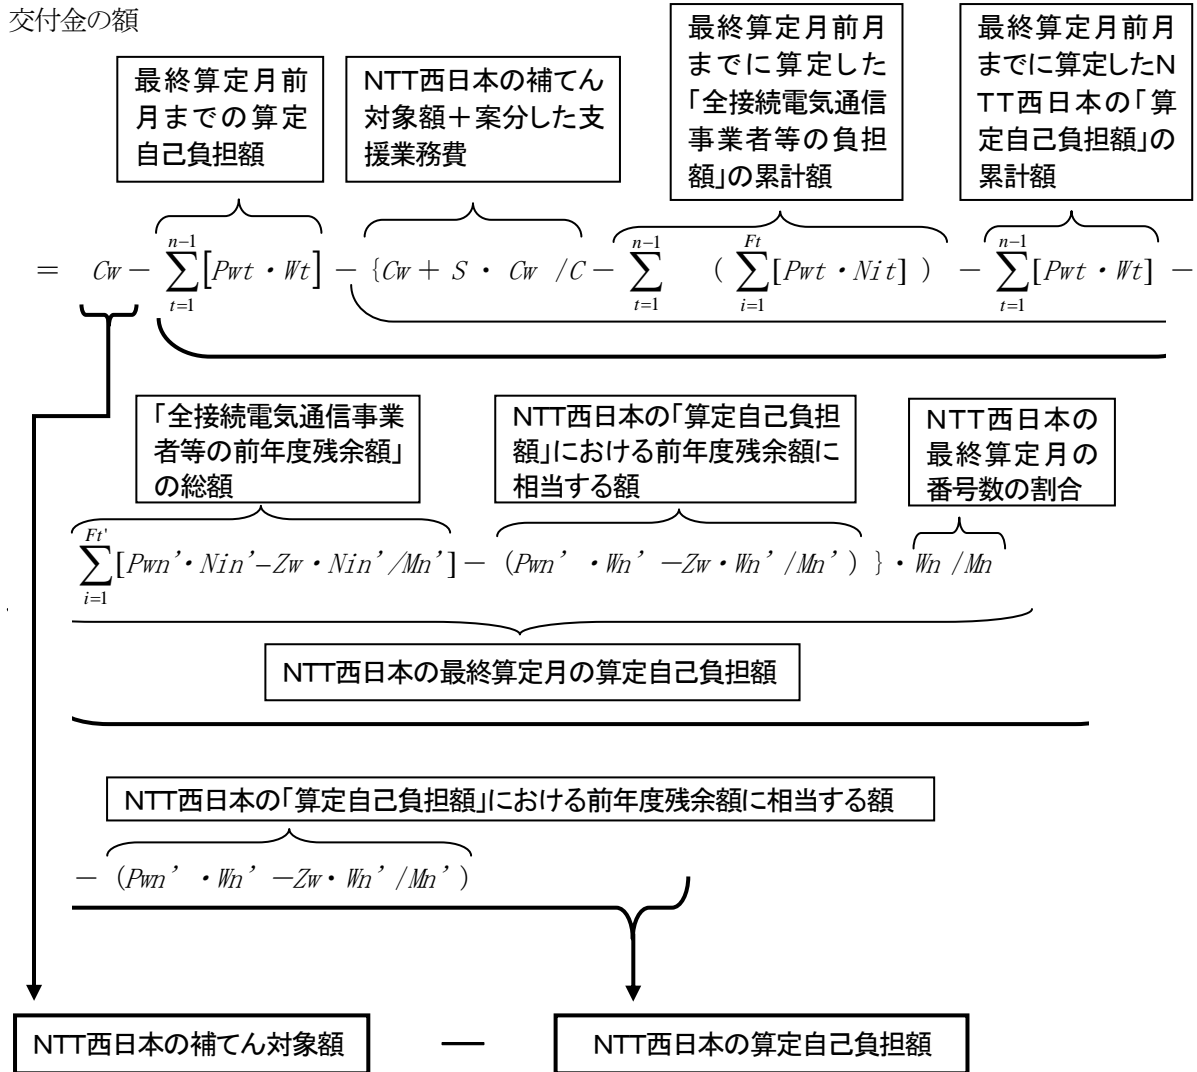 交付金の額
最終算定月前
月までの算定
自己負担額
NTT西日本の補てん
対象額＋案分した支
援業務費
最終算定月前月
までに算定した
「全接続電気通信
事業者等の負担
額」の累計額
最終算定月前月
までに算定したN
TT西日本の「算
定自己負担額」の
累計額
＝ Cw－∑_{t=1}^{n−1}[Pwt・Wt]－{Cw＋S・Cw/C－∑_{t=1}^{n−1} (∑_{i=1}^{Ft}[Pwt・Nit])－∑_{t=1}^{n−1}[Pwt・Wt]－
「全接続電気通信事業
者等の前年度残余額」
の総額
NTT西日本の「算定自己負担
額」における前年度残余額に
相当する額
NTT西日本の
最終算定月の
番号数の割合
∑_{i=1}^{Ft'}[Pwn’・Nin’−Zw・Nin’/Mn’]－(Pwn’・Wn’－Zw・Wn’/Mn’)}・Wn/Mn
NTT西日本の最終算定月の算定自己負担額
NTT西日本の「算定自己負担額」における前年度残余額に相当する額
－(Pwn’・Wn’－Zw・Wn’/Mn’)
NTT西日本の補てん対象額 ― NTT西日本の算定自己負担額